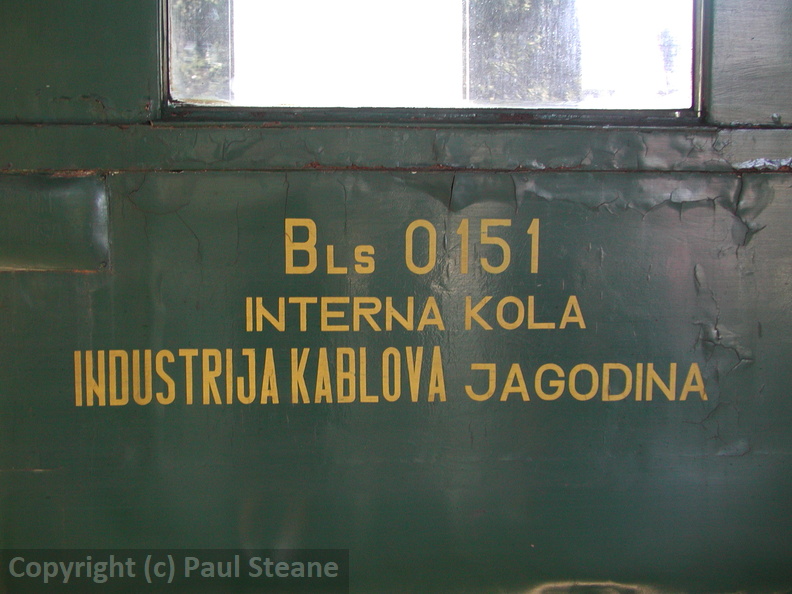 BLS 0151
INTERNA KOLA
INDUSTRIJA KABLOVA JAGODINA
Copyright (c) Paul Steane